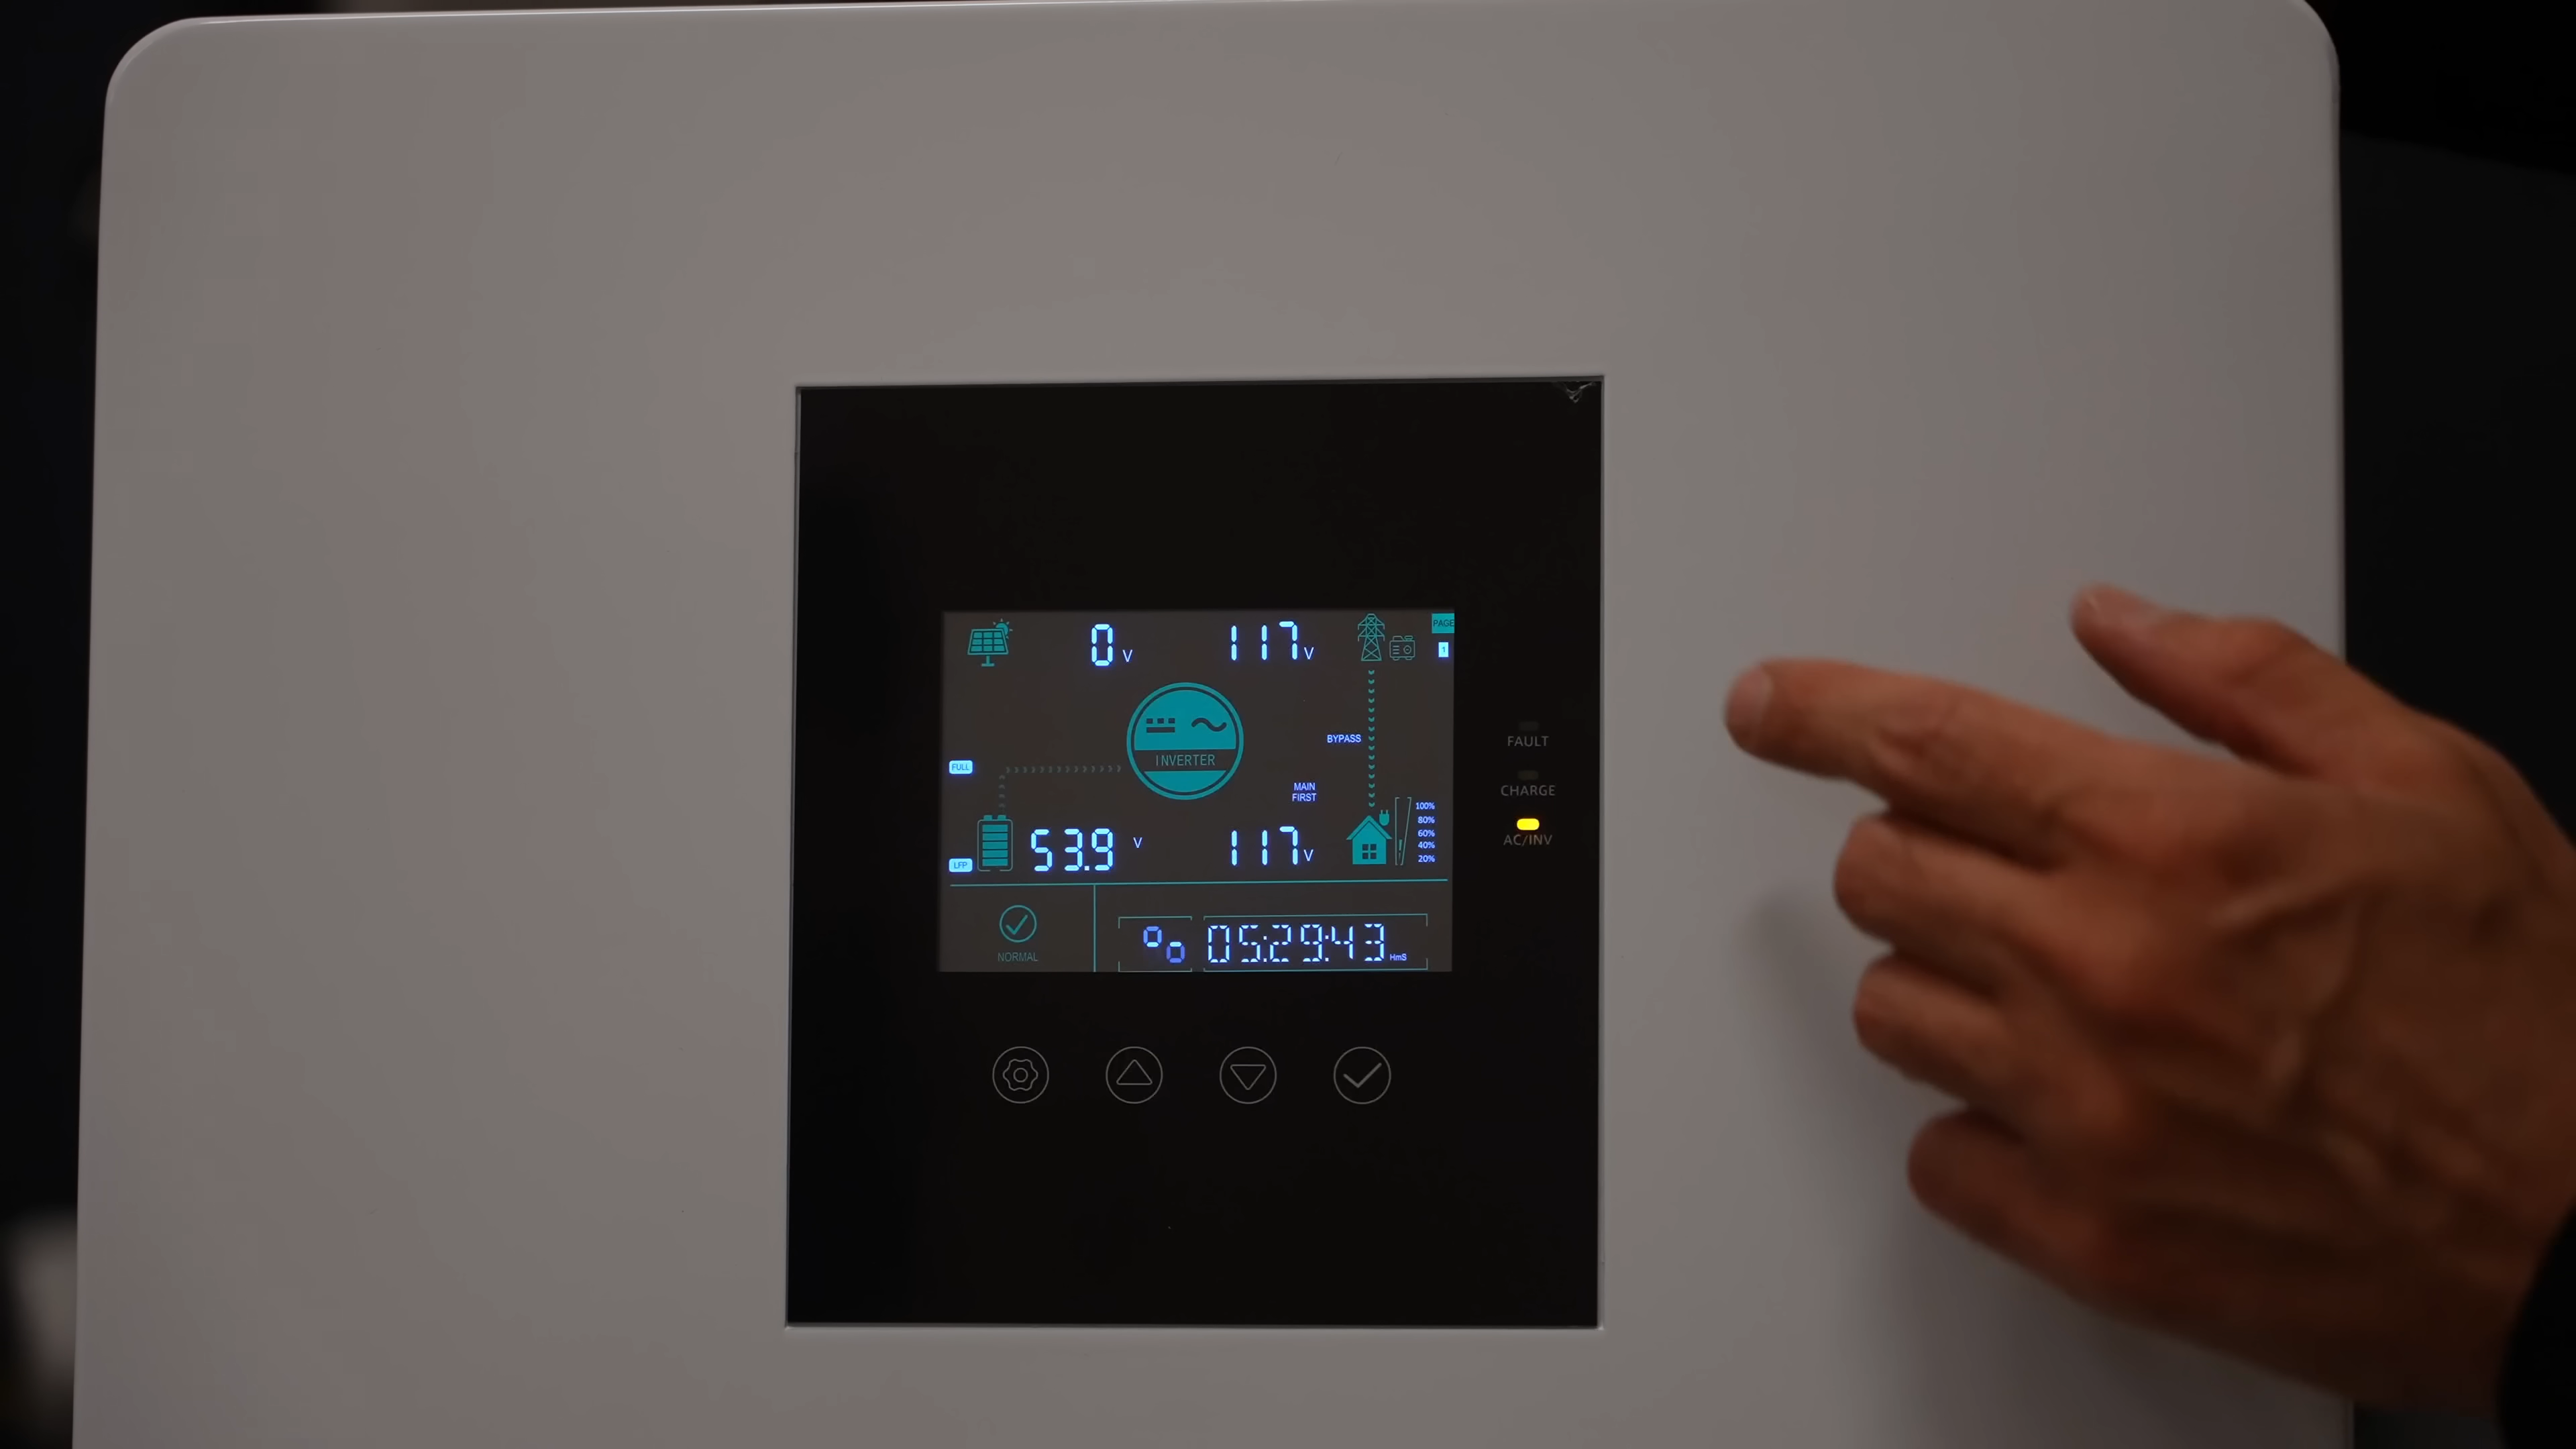 0 V
117 V
PAGE
1
BYPASS
FULL
INVERTER
MAIN
FIRST
LFP
53.9 V
117 V
100%
80%
60%
40%
20%
NORMAL
05:29:43 HmS
FAULT
CHARGE
AC/INV